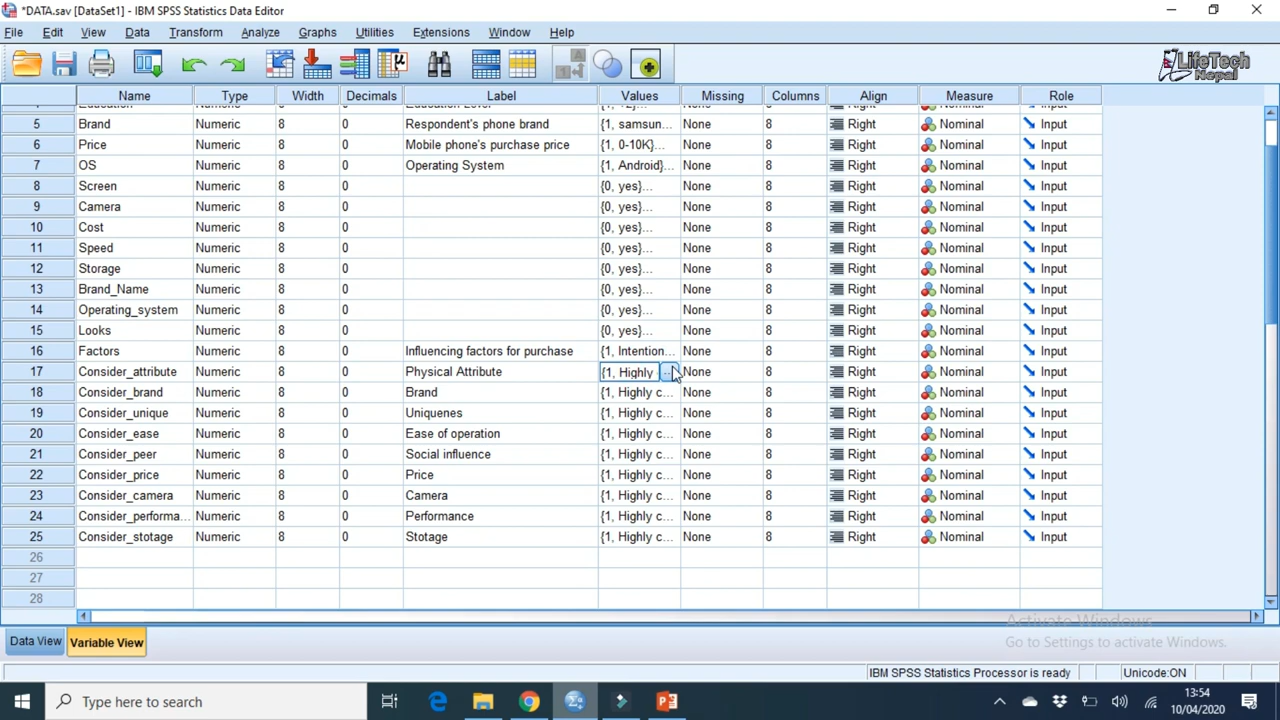 *DATA.sav [DataSet1] - IBM SPSS Statistics Data Editor
File Edit View Data Transform Analyze Graphs Utilities Extensions Window Help
LifeTech
Nepal
Name Type Width Decimals Label Values Missing Columns Align Measure Role
5 Brand Numeric 8 0 Respondent's phone brand {1, samsun... None 8 Right Nominal Input
6 Price Numeric 8 0 Mobile phone's purchase price {1, 0-10K}... None 8 Right Nominal Input
7 OS Numeric 8 0 Operating System {1, Android}... None 8 Right Nominal Input
8 Screen Numeric 8 0 {0, yes}... None 8 Right Nominal Input
9 Camera Numeric 8 0 {0, yes}... None 8 Right Nominal Input
10 Cost Numeric 8 0 {0, yes}... None 8 Right Nominal Input
11 Speed Numeric 8 0 {0, yes}... None 8 Right Nominal Input
12 Storage Numeric 8 0 {0, yes}... None 8 Right Nominal Input
13 Brand_Name Numeric 8 0 {0, yes}... None 8 Right Nominal Input
14 Operating_system Numeric 8 0 {0, yes}... None 8 Right Nominal Input
15 Looks Numeric 8 0 {0, yes}... None 8 Right Nominal Input
16 Factors Numeric 8 0 Influencing factors for purchase {1, Intention... None 8 Right Nominal Input
17 Consider_attribute Numeric 8 0 Physical Attribute {1, Highly ... None 8 Right Nominal Input
18 Consider_brand Numeric 8 0 Brand {1, Highly c... None 8 Right Nominal Input
19 Consider_unique Numeric 8 0 Uniquenes {1, Highly c... None 8 Right Nominal Input
20 Consider_ease Numeric 8 0 Ease of operation {1, Highly c... None 8 Right Nominal Input
21 Consider_peer Numeric 8 0 Social influence {1, Highly c... None 8 Right Nominal Input
22 Consider_price Numeric 8 0 Price {1, Highly c... None 8 Right Nominal Input
23 Consider_camera Numeric 8 0 Camera {1, Highly c... None 8 Right Nominal Input
24 Consider_performa... Numeric 8 0 Performance {1, Highly c... None 8 Right Nominal Input
25 Consider_stotage Numeric 8 0 Stotage {1, Highly c... None 8 Right Nominal Input
26
27
28
Activate Windows
Go to Settings to activate Windows.
Data View Variable View
IBM SPSS Statistics Processor is ready Unicode:ON
Type here to search
13:54
10/04/2020